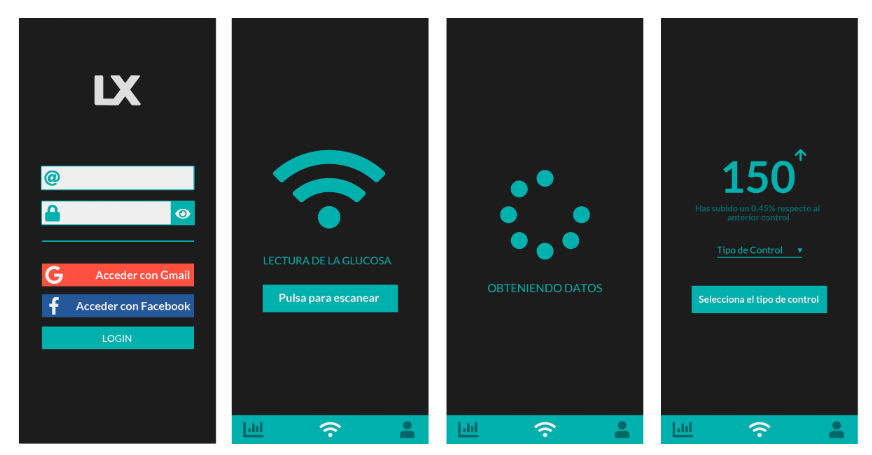 LX
@
G Acceder con Gmail
f Acceder con Facebook
LOGIN
LECTURA DE LA GLUCOSA
Pulsa para escanear
OBTENIENDO DATOS
150
Has subido un 0,45% respecto al
anterior control
Tipo de Control
Selecciona el tipo de control